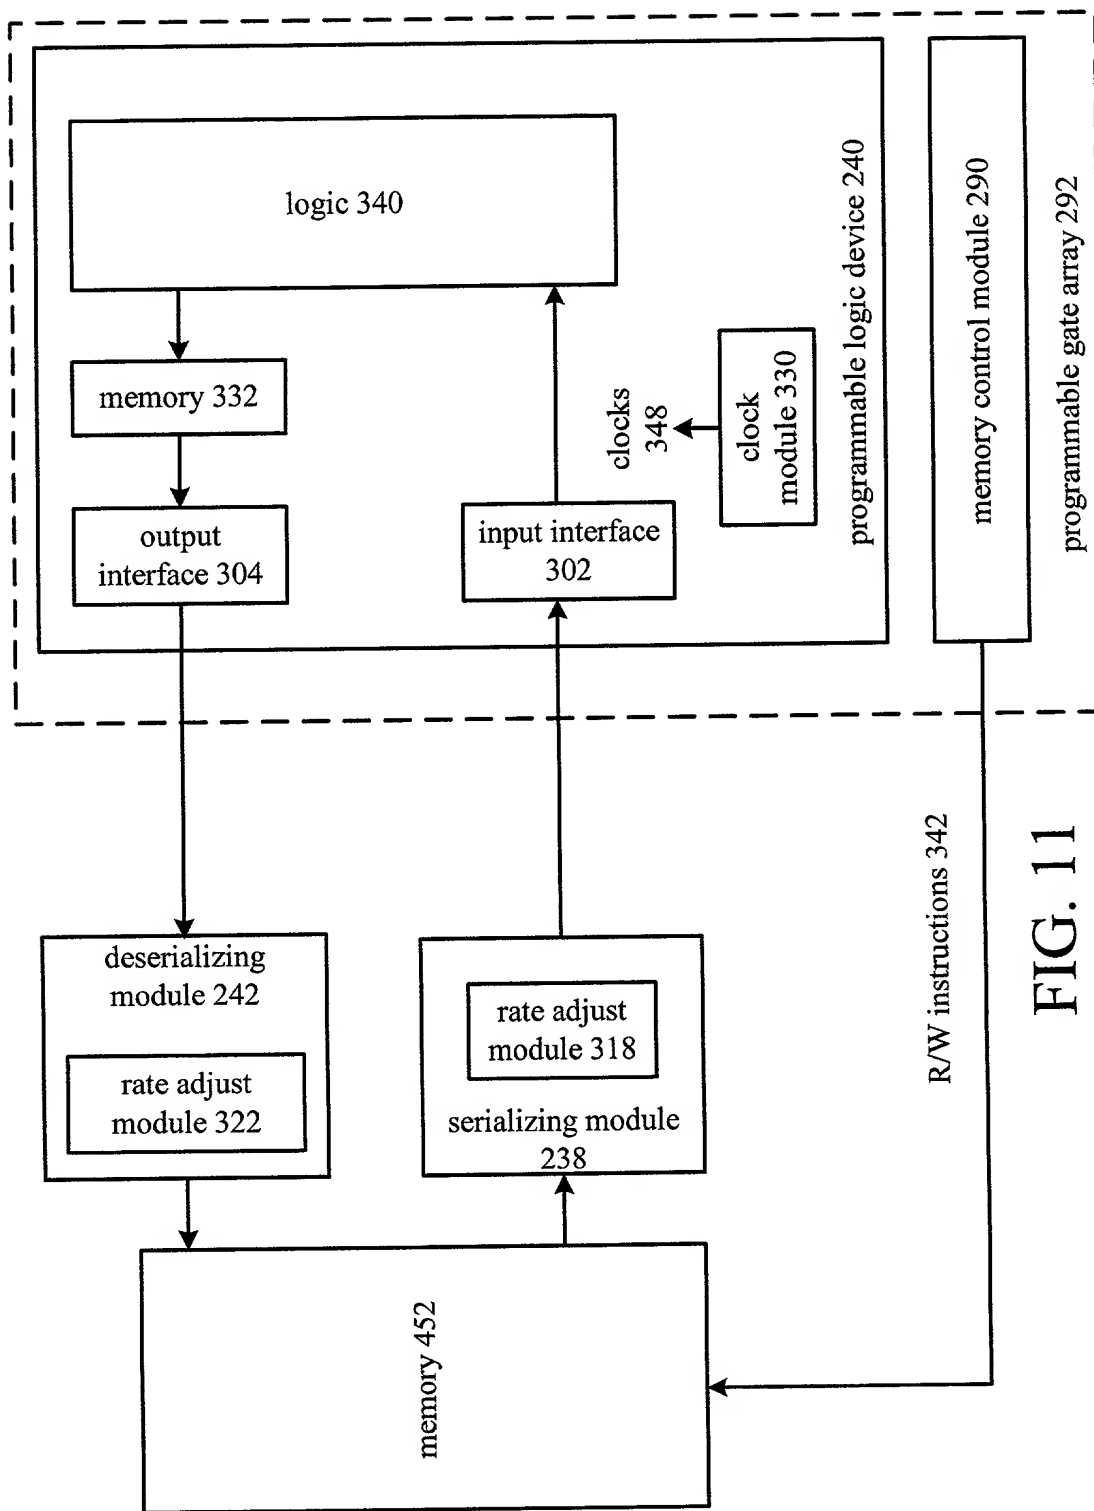 logic 340
memory 332
output
interface 304
input interface
302
clocks
348
clock
module 330
programmable logic device 240
memory control module 290
programmable gate array 292
deserializing
module 242
rate adjust
module 322
rate adjust
module 318
serializing module
238
R/W instructions 342
memory 452
FIG. 11